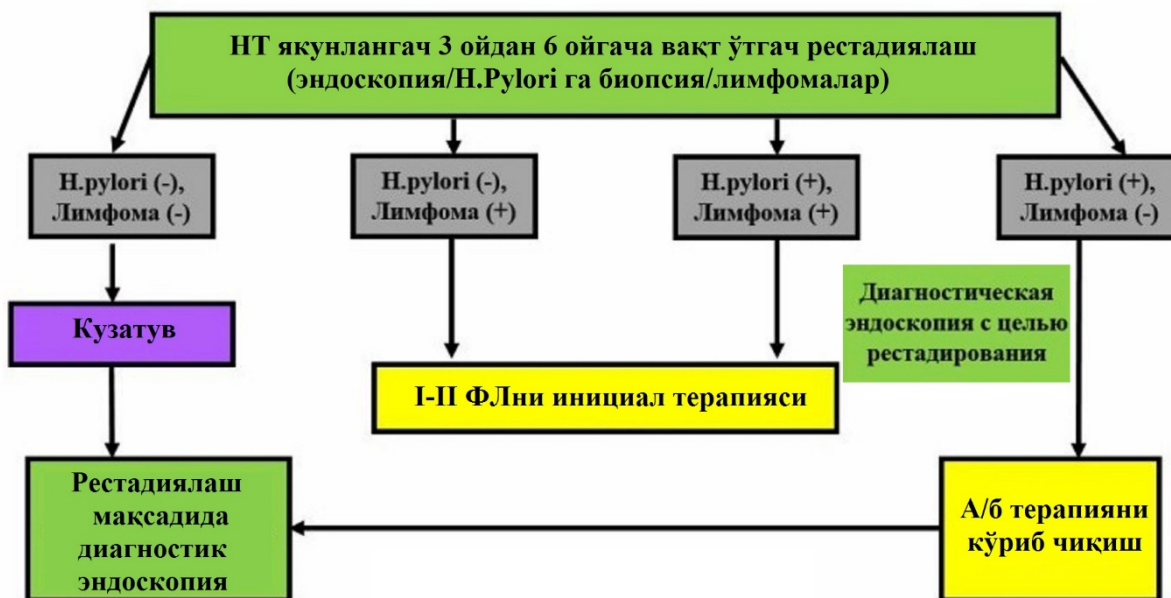 НТ якунлангач 3 ойдан 6 ойгача вақт ўтгач рестадиялаш
(эндоскопия/H.Pylori га биопсия/лимфомалар)
H.pylori (-),
Лимфома (-)
H.pylori (-),
Лимфома (+)
H.pylori (+),
Лимфома (+)
H.pylori (+),
Лимфома (-)
Кузатув
Диагностическая
эндоскопия с целью
рестадирования
I-II ФЛни инициал терапияси
Рестадиялаш
мақсадида
диагностик
эндоскопия
А/б терапияни
кўриб чиқиш